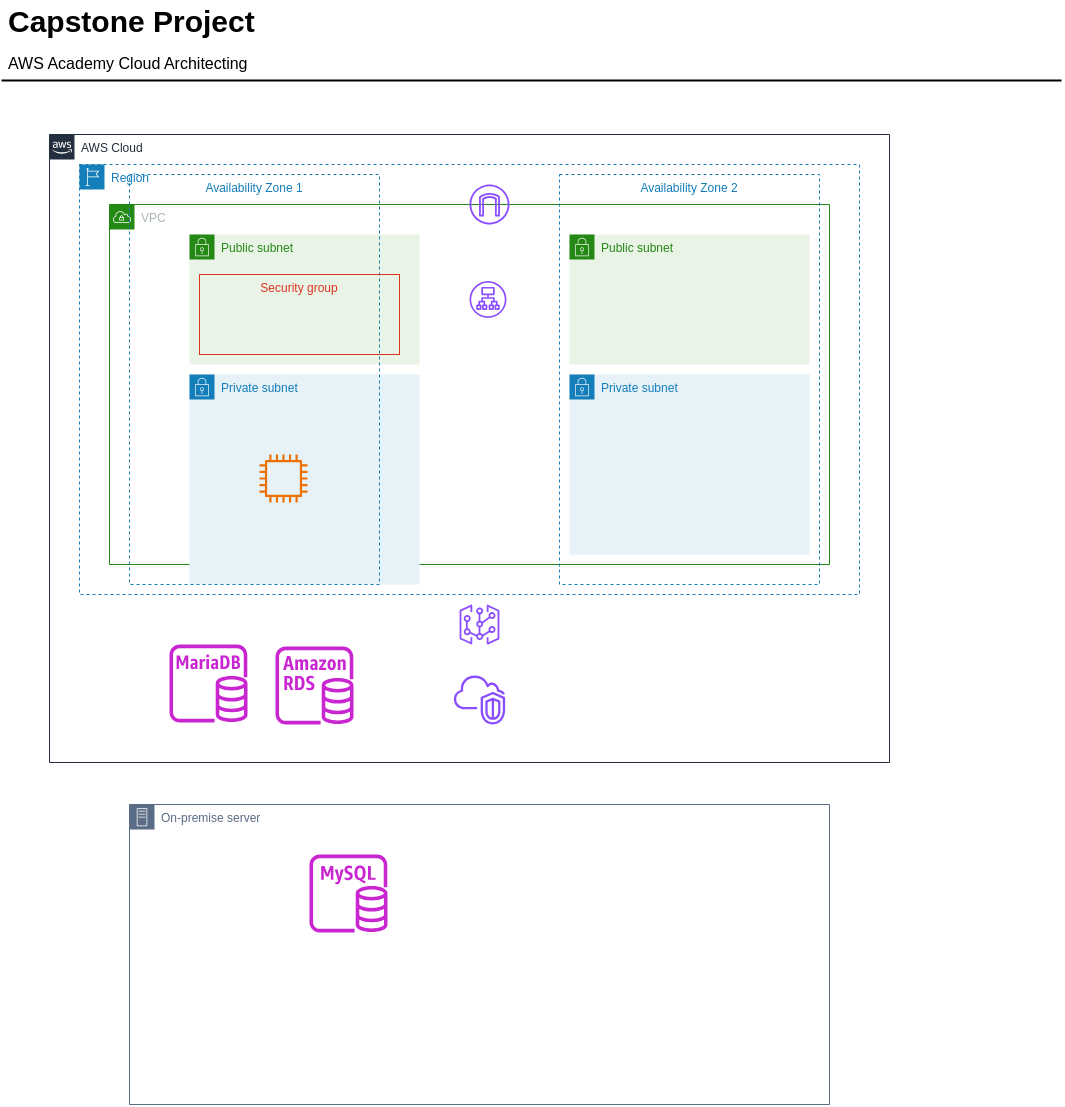 Capstone Project
AWS Academy Cloud Architecting
aws
AWS Cloud
Region
Availability Zone 1
Availability Zone 2
VPC
Public subnet
Public subnet
Security group
Private subnet
Private subnet
MariaDB
Amazon
RDS
On-premise server
MySQL